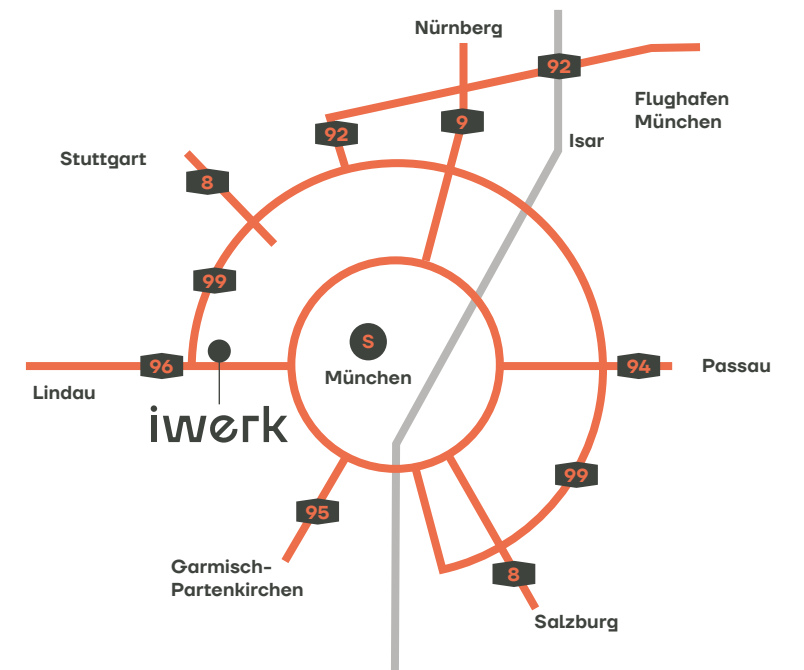 Nürnberg
92
Flughafen
München
9
92
Isar
Stuttgart
8
99
S
München
96
94
Passau
Lindau
iwerk
99
95
Garmisch-
Partenkirchen
8
Salzburg